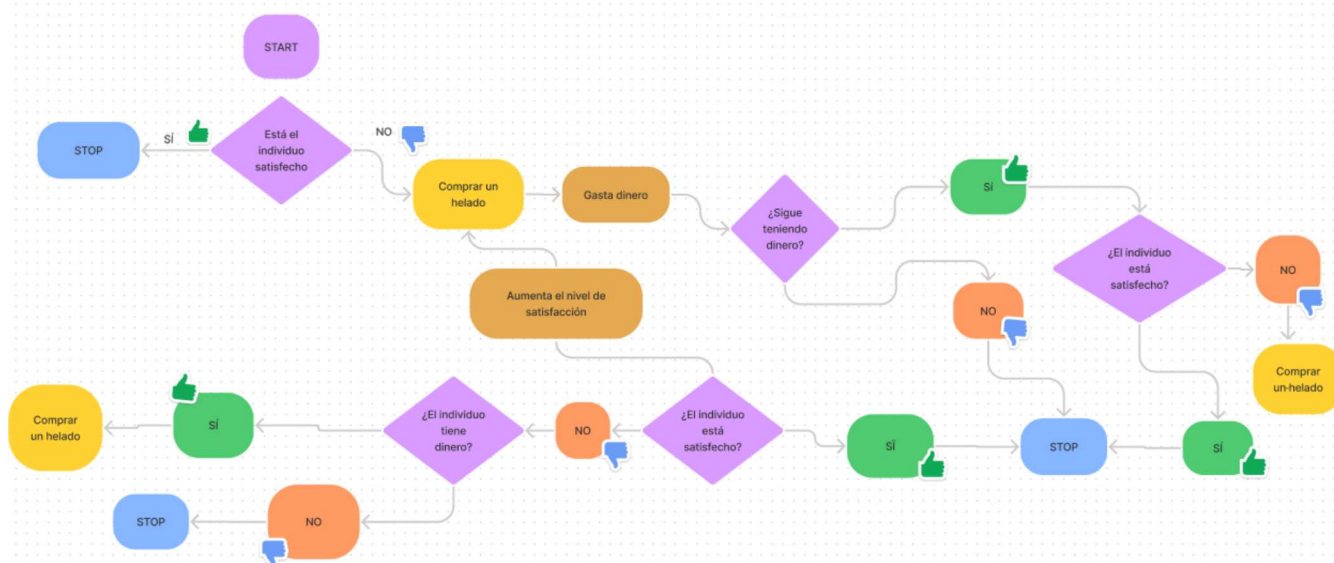 START
STOP
SÍ
Está el
individuo
satisfecho
NO
Comprar un
helado
Gasta dinero
¿Sigue
teniendo
dinero?
SÍ
¿El individuo
está
satisfecho?
NO
Aumenta el nivel de
satisfacción
NO
Comprar
un helado
Comprar
un helado
SÍ
¿El individuo
tiene
dinero?
NO
¿El individuo
está
satisfecho?
SÏ
STOP
SÍ
STOP
NO